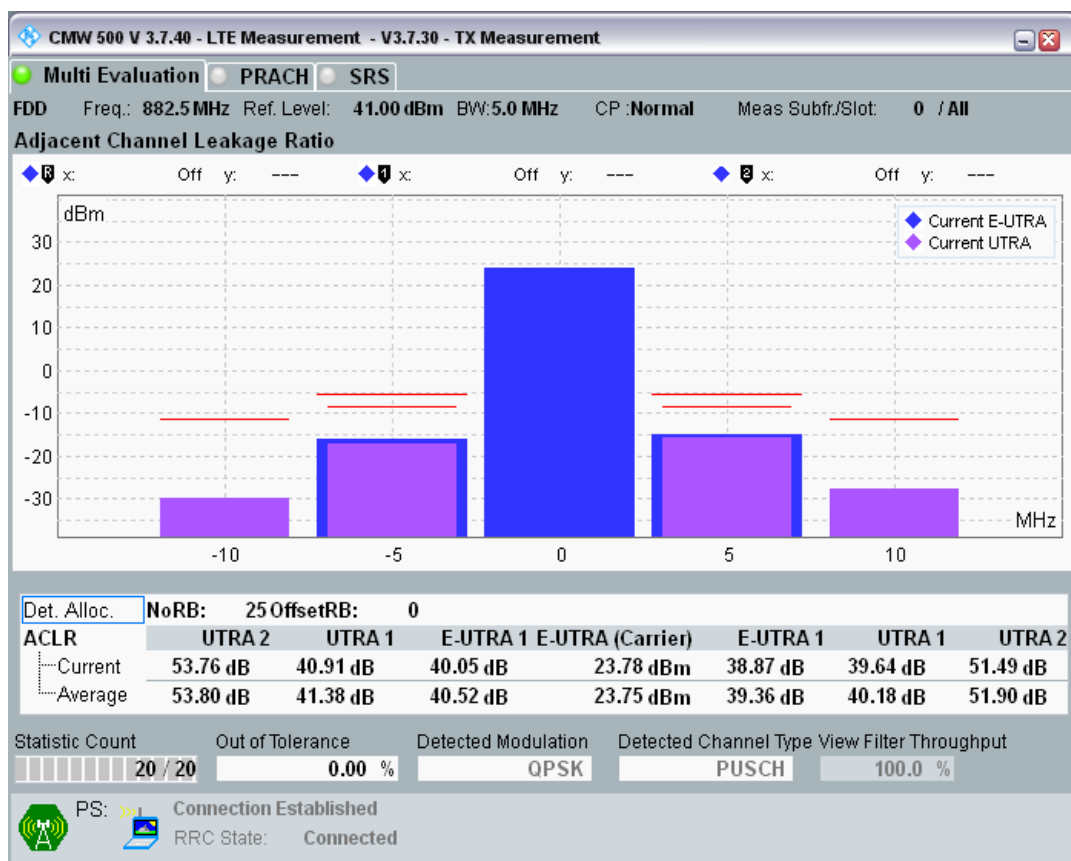 CMW 500 V 3.7.40 - LTE Measurement - V3.7.30 - TX Measurement
Multi Evaluation PRACH SRS
FDD Freq.: 882.5 MHz Ref. Level: 41.00 dBm BW:5.0 MHz CP :Normal Meas Subfr./Slot: 0 / All
Adjacent Channel Leakage Ratio
R x: Off y: --- 1 x: Off y: --- 2 x: Off y: ---
dBm
Current E-UTRA
Current UTRA
30
20
10
0
-10
-20
-30
MHz
-10 -5 0 5 10
Det. Alloc. NoRB: 25 OffsetRB: 0
ACLR UTRA 2 UTRA 1 E-UTRA 1 E-UTRA (Carrier) E-UTRA 1 UTRA 1 UTRA 2
Current 53.76 dB 40.91 dB 40.05 dB 23.78 dBm 38.87 dB 39.64 dB 51.49 dB
Average 53.80 dB 41.38 dB 40.52 dB 23.75 dBm 39.36 dB 40.18 dB 51.90 dB
Statistic Count Out of Tolerance Detected Modulation Detected Channel Type View Filter Throughput
20 / 20 0.00 % QPSK PUSCH 100.0 %
PS: Connection Established
RRC State: Connected